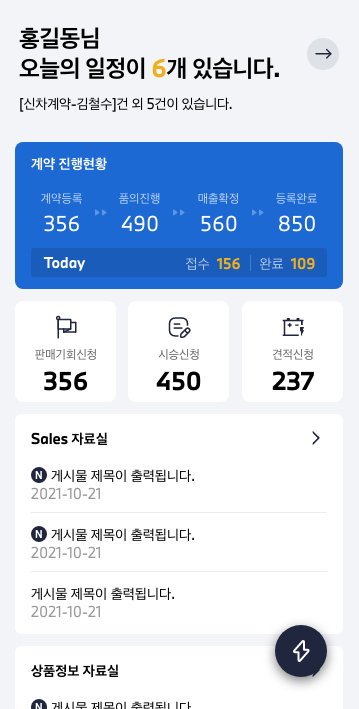 홍길동님
오늘의 일정이 6개 있습니다.
[신차계약-김철수]건 외 5건이 있습니다.
계약 진행현황
계약등록 품의진행 매출확정 등록완료
356 490 560 850
Today 접수 156 완료 109
판매기회신청 시승신청 견적신청
356 450 237
Sales 자료실
N 게시물 제목이 출력됩니다.
2021-10-21
N 게시물 제목이 출력됩니다.
2021-10-21
게시물 제목이 출력됩니다.
2021-10-21
상품정보 자료실
N 게시물 제목이 출력됩니다.